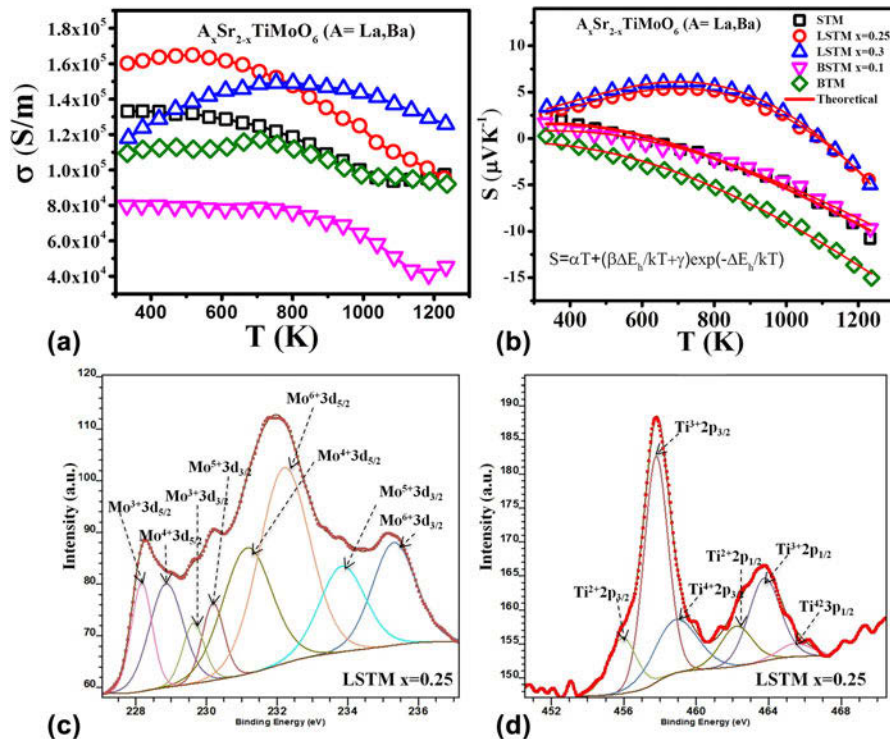 AₓSr₂₋ₓTiMoO₆ (A= La,Ba)
1.8x10⁵
1.6x10⁵
1.4x10⁵
1.2x10⁵
1.0x10⁵
8.0x10⁴
6.0x10⁴
4.0x10⁴
σ (S/m)
400 600 800 1000 1200
T (K)
(a)
AₓSr₂₋ₓTiMoO₆ (A= La,Ba)
STM
LSTM x=0.25
LSTM x=0.3
BSTM x=0.1
BTM
Theoretical
10
5
0
-5
-10
-15
S (μVK⁻¹)
S=αT+(βΔEₕ/kT+γ)exp(-ΔEₕ/kT)
400 600 800 1000 1200
T (K)
(b)
120
110
100
90
80
70
60
Intensity (a.u.)
Mo³⁺3d₅/₂
Mo⁴⁺3d₅/₂
Mo³⁺3d₃/₂
Mo⁵⁺3d₃/₂
Mo⁶⁺3d₅/₂
Mo⁴⁺3d₅/₂
Mo⁵⁺3d₃/₂
Mo⁶⁺3d₃/₂
LSTM x=0.25
228 230 232 234 236
Binding Energy (eV)
(c)
190
185
180
175
170
165
160
155
150
Intensity (a.u.)
Ti³⁺2p₃/₂
Ti²⁺2p₃/₂
Ti⁴⁺2p₃/₂
Ti²⁺2p₁/₂
Ti³⁺2p₁/₂
Ti⁴²3p₁/₂
LSTM x=0.25
452 456 460 464 468
Binding Energy (eV)
(d)